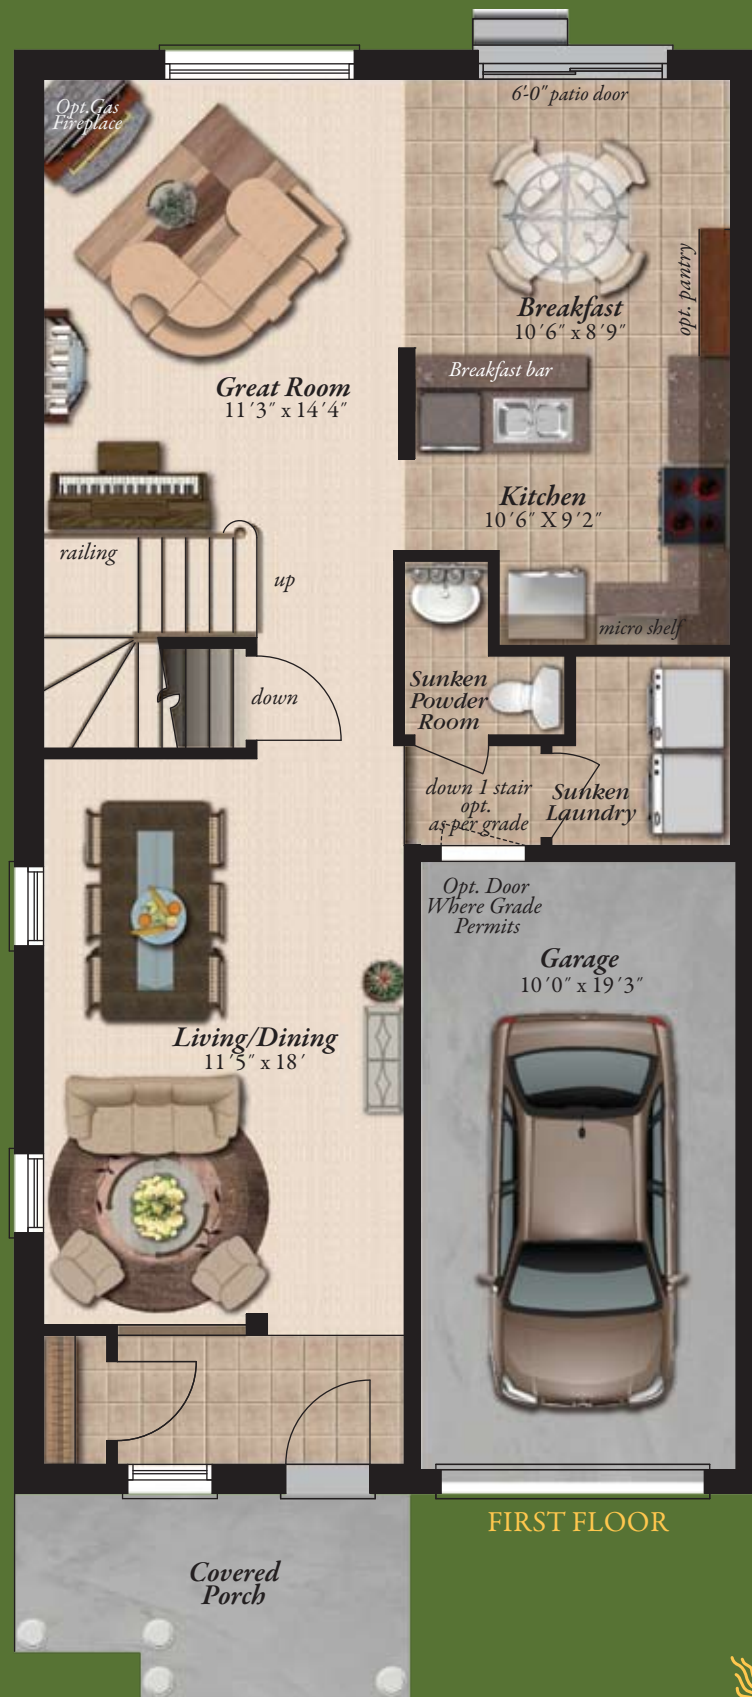 Opt.Gas
Fireplace
6'-0" patio door
Breakfast
10'6" x 8'9"
opt. pantry
Breakfast bar
Great Room
11'3" x 14'4"
Kitchen
10'6" X 9'2"
railing
up
micro shelf
down
Sunken
Powder
Room
down 1 stair
opt.
as per grade
Sunken
Laundry
Opt. Door
Where Grade
Permits
Garage
10'0" x 19'3"
Living/Dining
11'5" x 18'
FIRST FLOOR
Covered
Porch